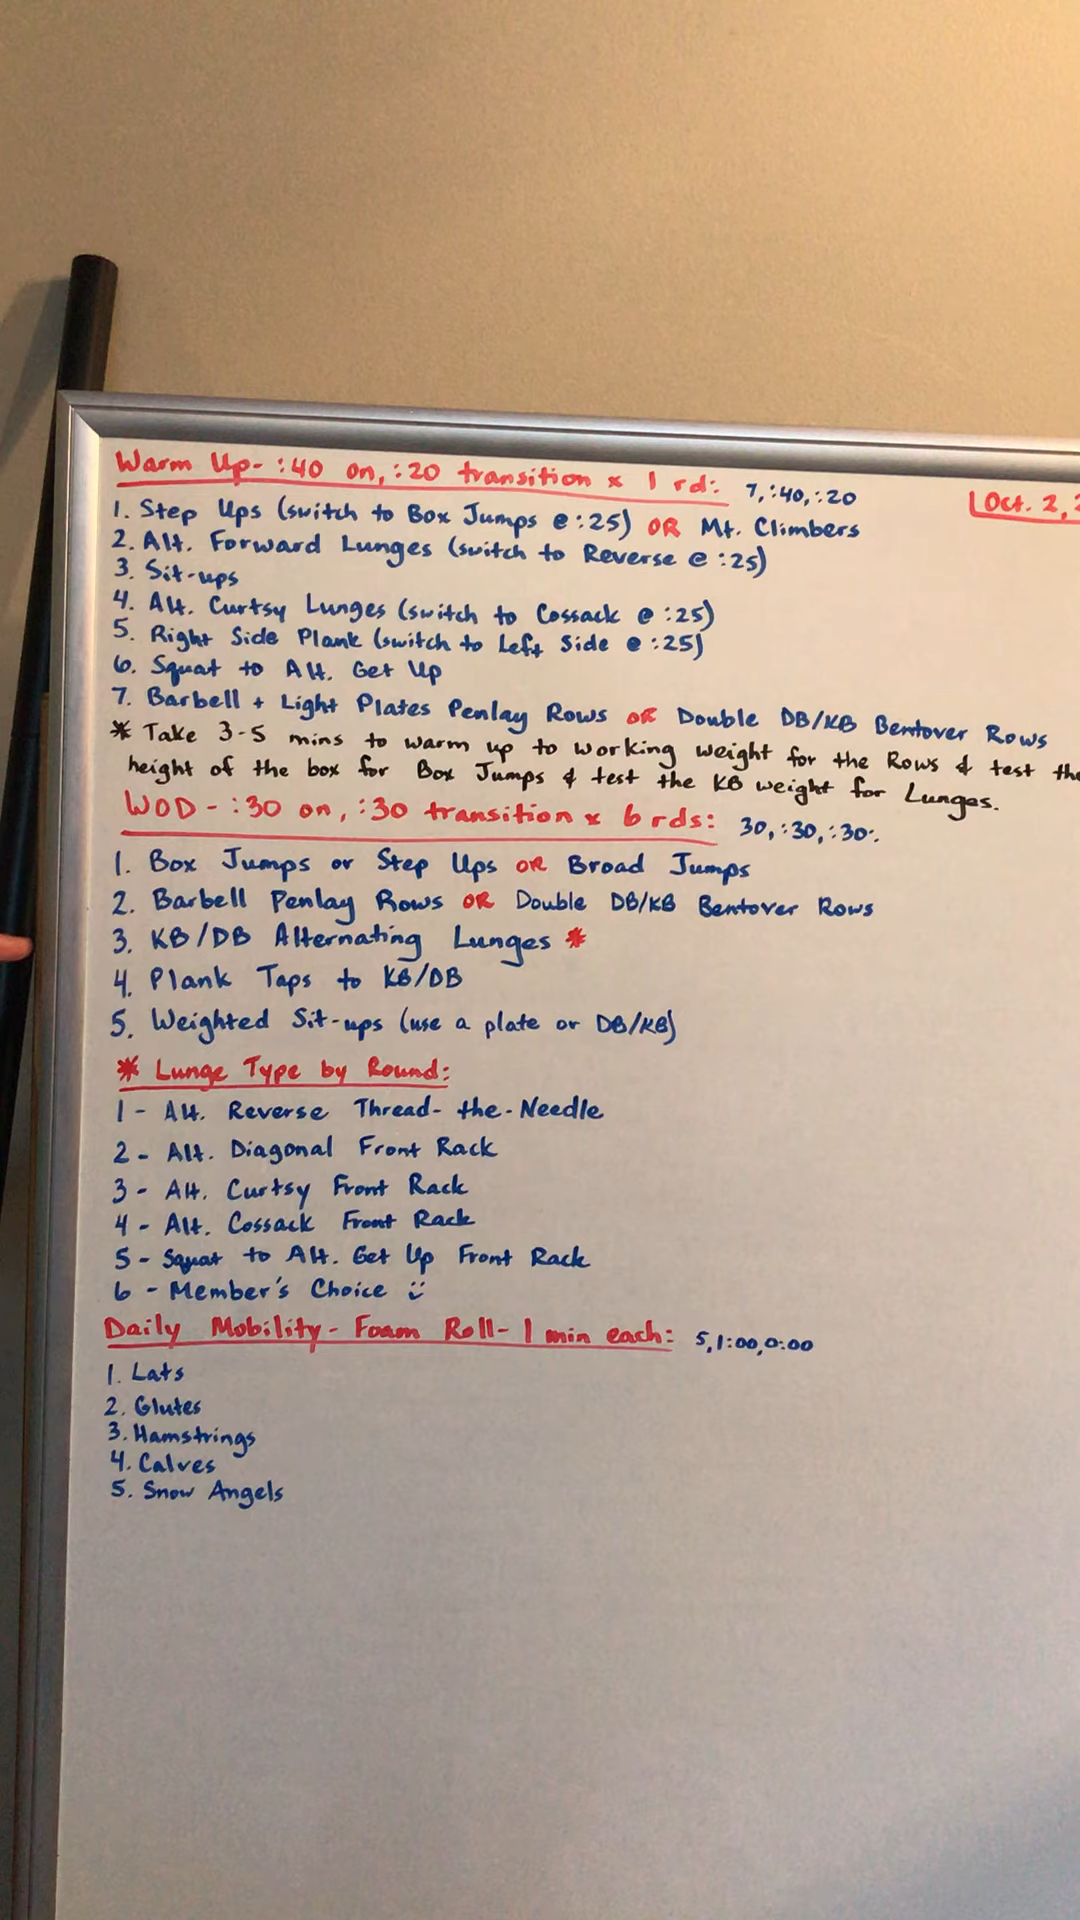 Warm Up- :40 on, :20 transition x 1 rd: 7, :40, :20
Oct. 2,
1. Step Ups (switch to Box Jumps @ :25) OR Mt. Climbers
2. Alt. Forward Lunges (switch to Reverse @ :25)
3. Sit-ups
4. Alt. Curtsy Lunges (switch to Cossack @ :25)
5. Right Side Plank (switch to Left Side @ :25)
6. Squat to Alt. Get Up
7. Barbell + Light Plates Penlay Rows OR Double DB/KB Bentover Rows
* Take 3-5 mins to warm up to working weight for the Rows & test the
height of the box for Box Jumps & test the KB weight for Lunges.
WOD - :30 on, :30 transition x 6 rds: 30, :30, :30.
1. Box Jumps or Step Ups OR Broad Jumps
2. Barbell Penlay Rows OR Double DB/KB Bentover Rows
3. KB/DB Alternating Lunges *
4. Plank Taps to KB/DB
5. Weighted Sit-ups (use a plate or DB/KB)
* Lunge Type by Round:
1 - Alt. Reverse Thread-the-Needle
2 - Alt. Diagonal Front Rack
3 - Alt. Curtsy Front Rack
4 - Alt. Cossack Front Rack
5 - Squat to Alt. Get Up Front Rack
6 - Member's Choice :)
Daily Mobility - Foam Roll - 1 min each: 5, 1:00, 0:00
1. Lats
2. Glutes
3. Hamstrings
4. Calves
5. Snow Angels